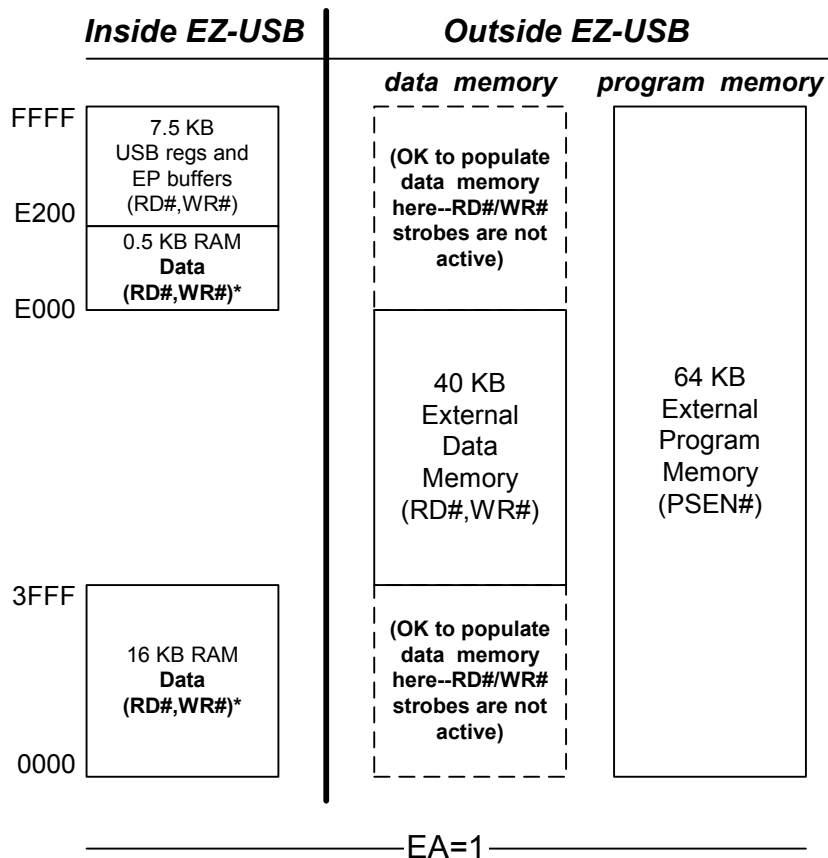 Inside EZ-USB
Outside EZ-USB
data memory
program memory
FFFF
7.5 KB
USB regs and
EP buffers
(RD#,WR#)
E200
0.5 KB RAM
Data
(RD#,WR#)*
E000
(OK to populate
data memory
here--RD#/WR#
strobes are not
active)
40 KB
External
Data
Memory
(RD#,WR#)
64 KB
External
Program
Memory
(PSEN#)
3FFF
16 KB RAM
Data
(RD#,WR#)*
0000
(OK to populate
data memory
here--RD#/WR#
strobes are not
active)
EA=1